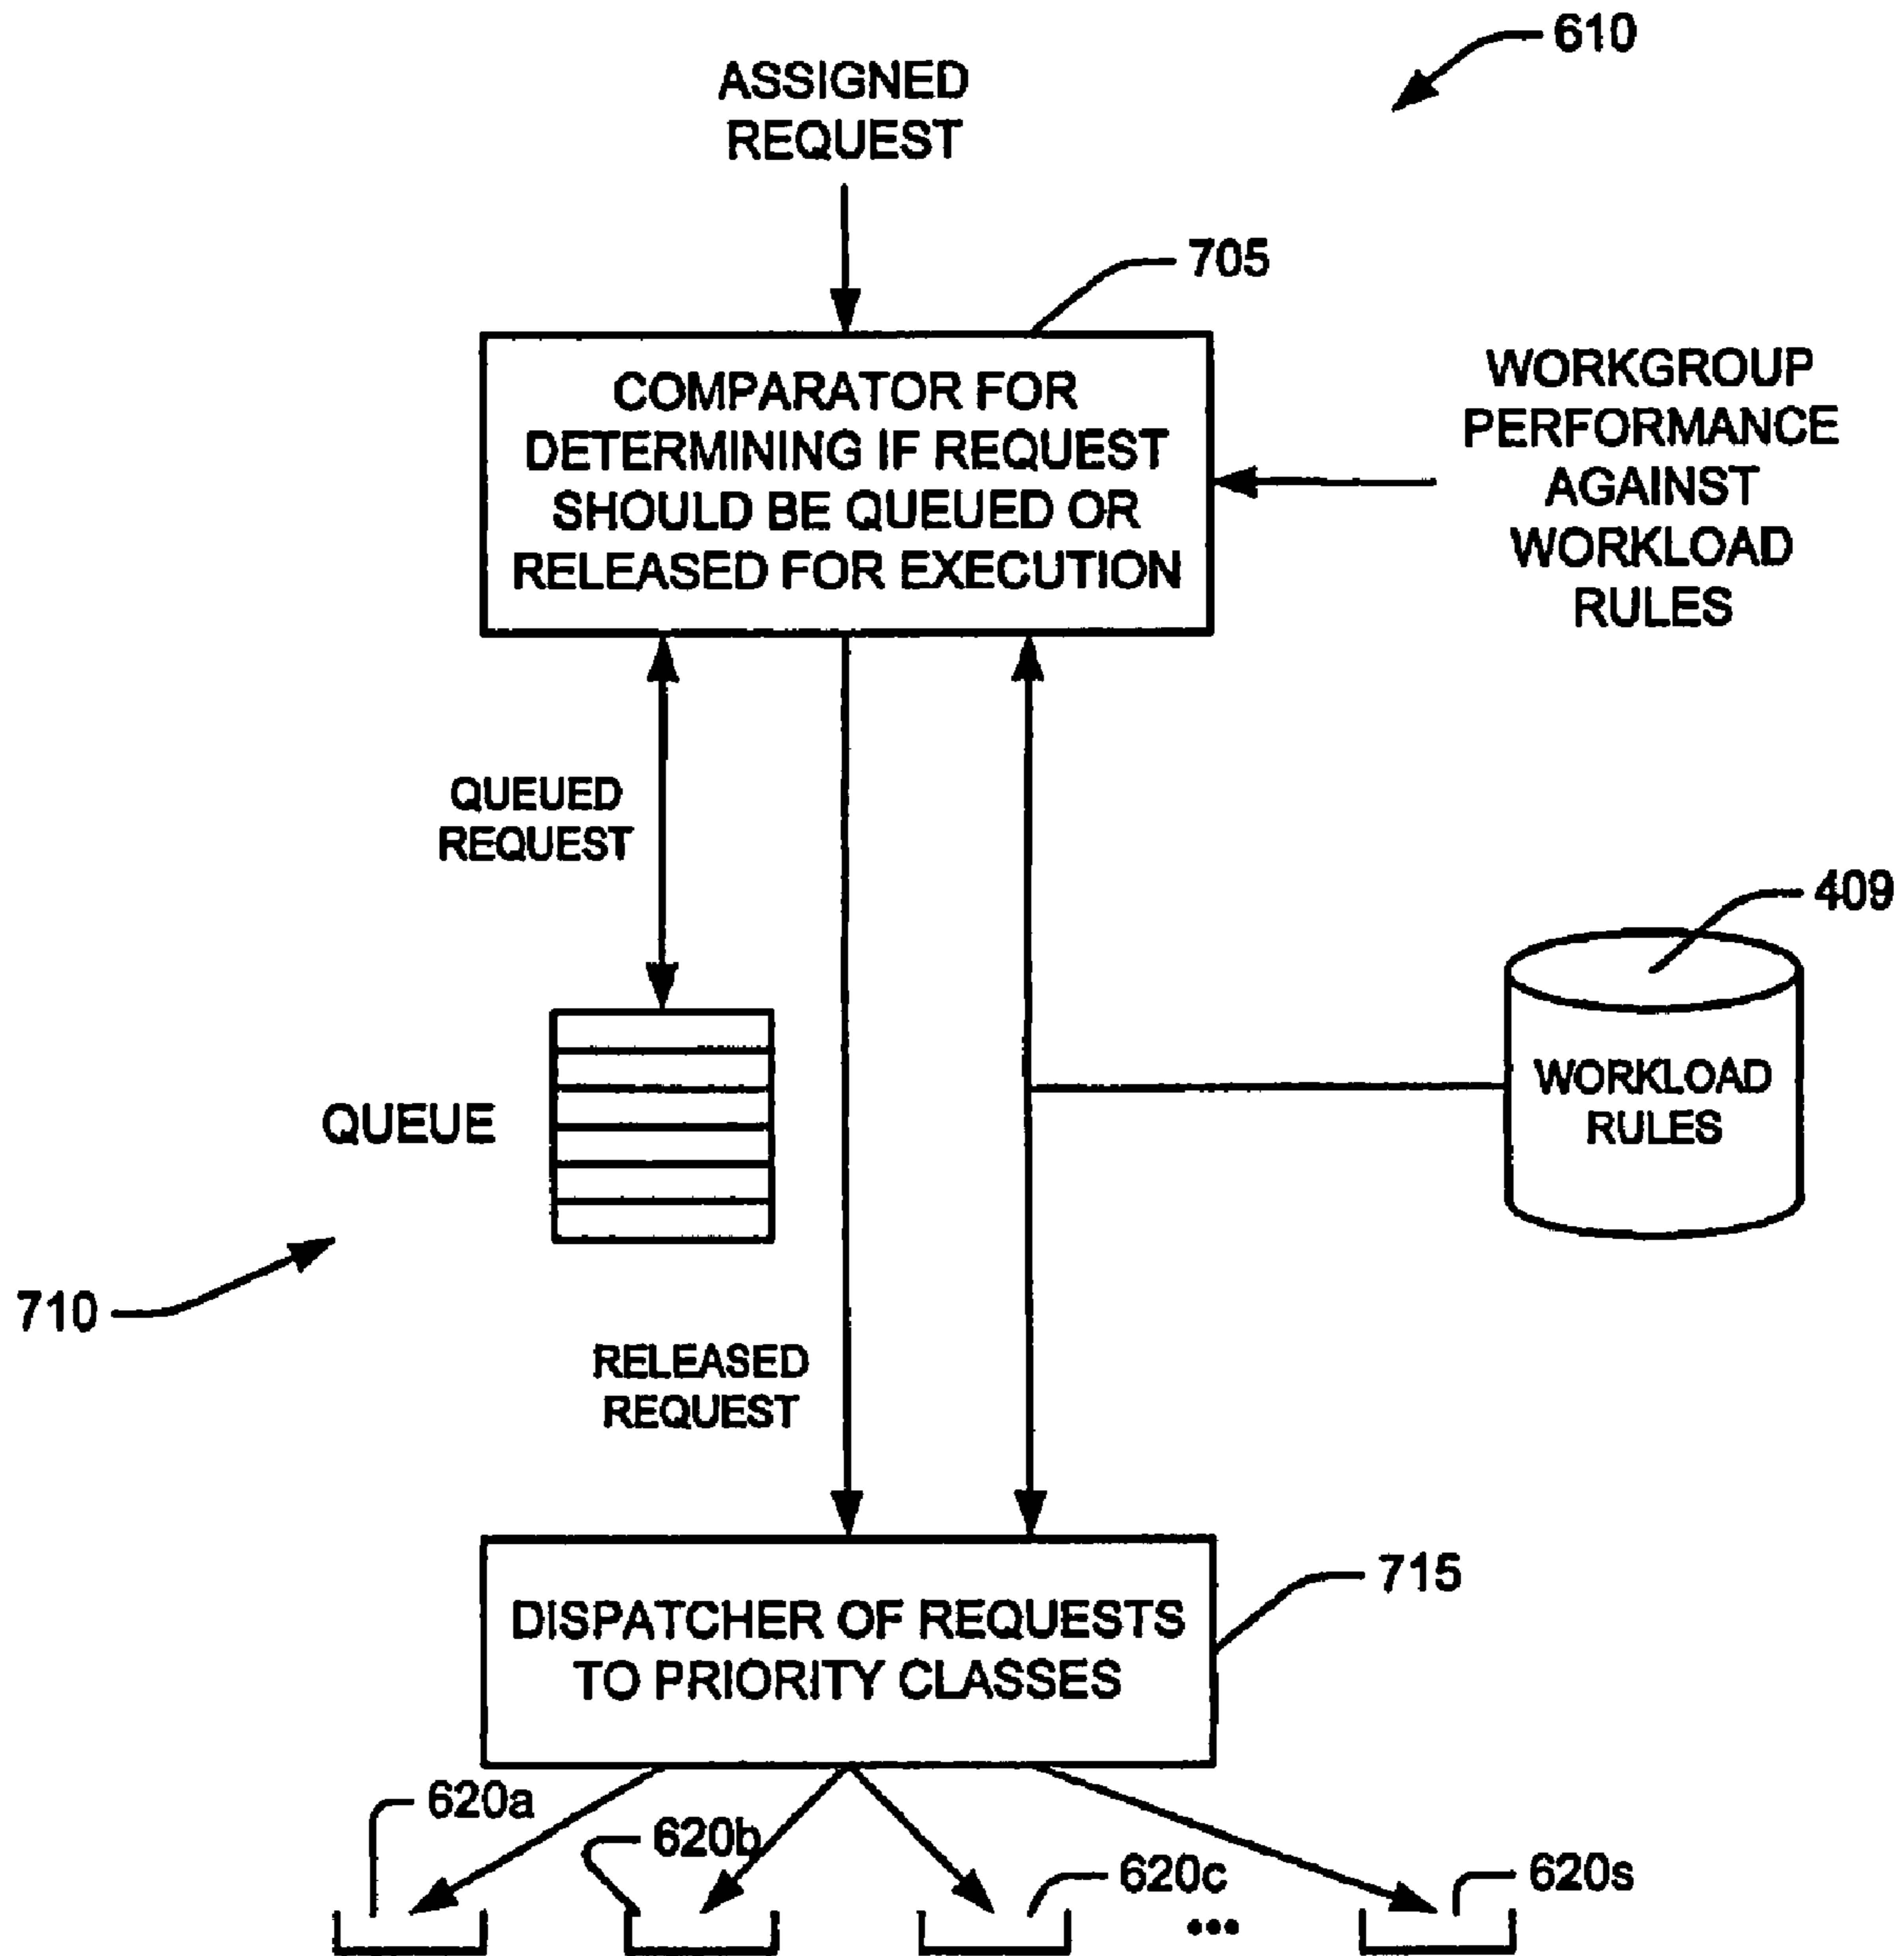 610
ASSIGNED
REQUEST
705
COMPARATOR FOR
DETERMINING IF REQUEST
SHOULD BE QUEUED OR
RELEASED FOR EXECUTION
WORKGROUP
PERFORMANCE
AGAINST
WORKLOAD
RULES
QUEUED
REQUEST
409
WORKLOAD
RULES
QUEUE
710
RELEASED
REQUEST
715
DISPATCHER OF REQUESTS
TO PRIORITY CLASSES
620a
620b
620c
620s
•••